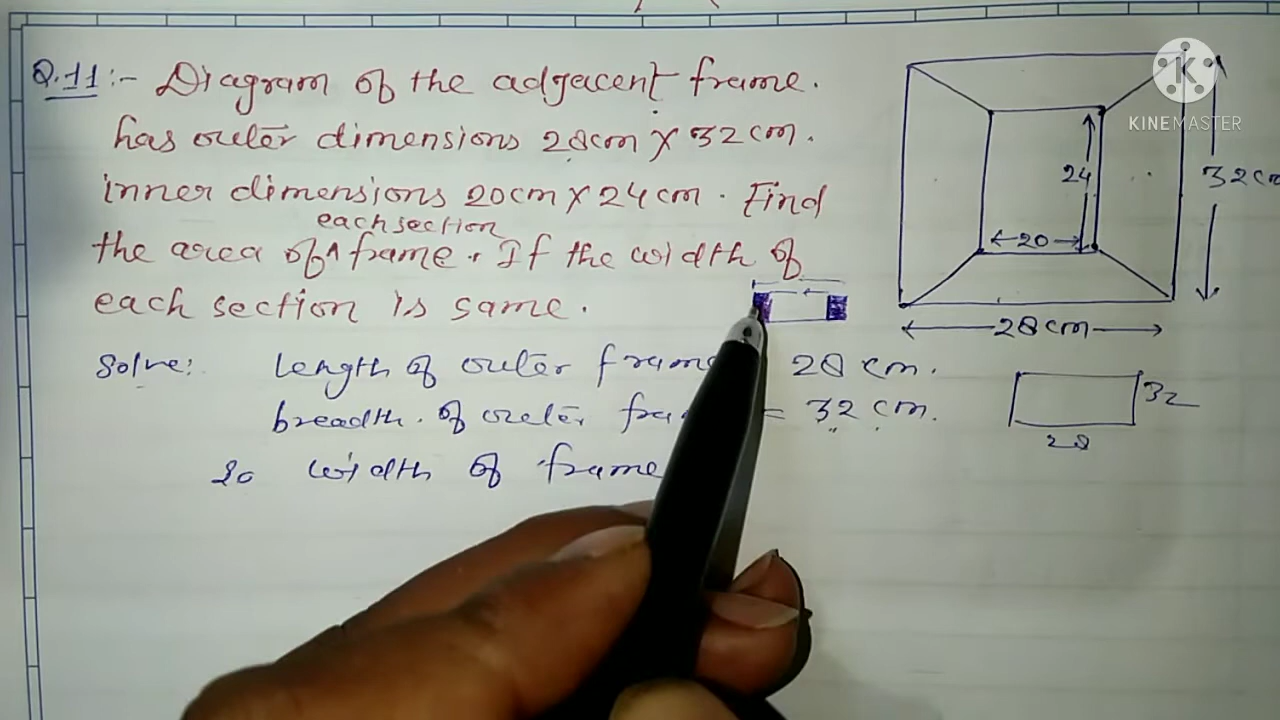 Q.11:- Diagram of the adjacent frame.
has outer dimensions 28cm × 32cm.
inner dimensions 20cm × 24cm. Find
each section
the area of ^ frame. If the width of
each section is same.
Solve: Length of outer frame 28 cm.
breadth of outer fra = 32 cm.
So width of frame
KINEMASTER
24
32cm
20
28cm
32
28